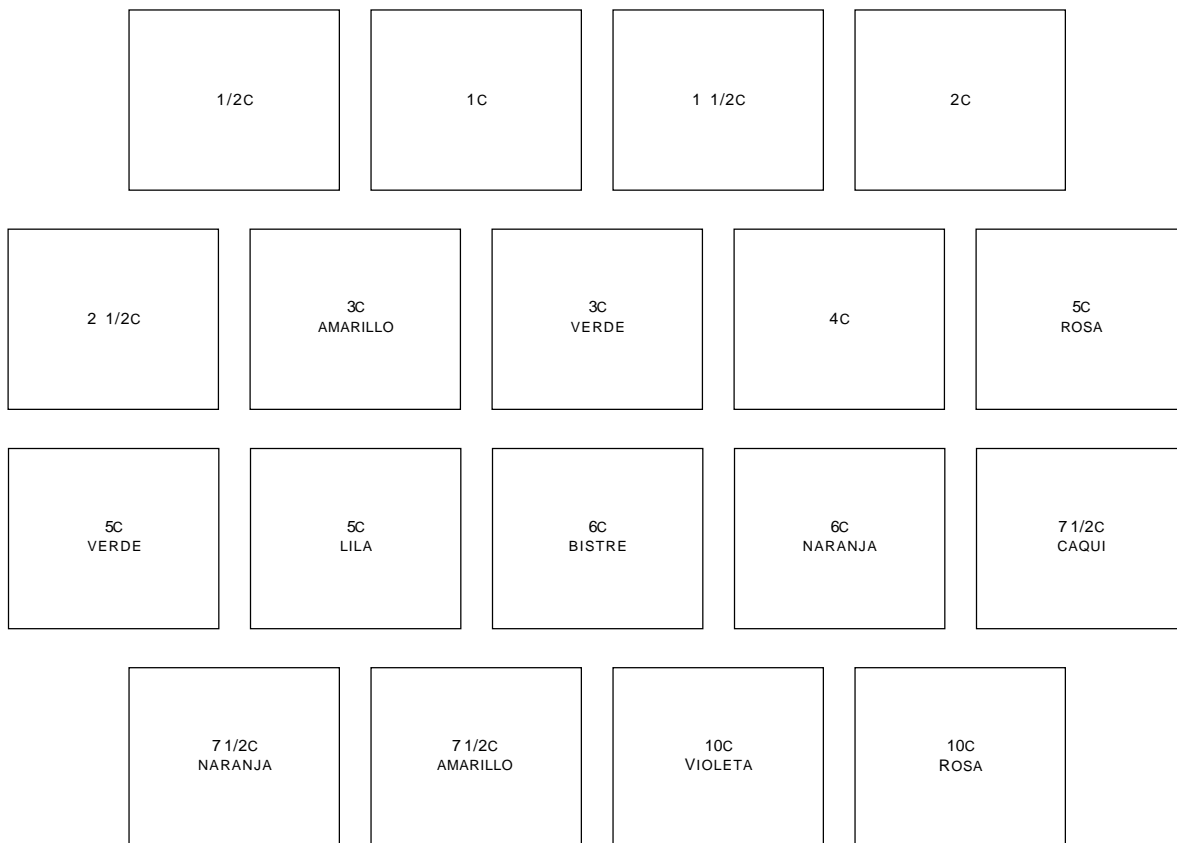 1/2C
1C
1 1/2C
2C
2 1/2C
3C
AMARILLO
3C
VERDE
4C
5C
ROSA
5C
VERDE
5C
LILA
6C
BISTRE
6C
NARANJA
7 1/2C
CAQUI
7 1/2C
NARANJA
7 1/2C
AMARILLO
10C
VIOLETA
10C
ROSA